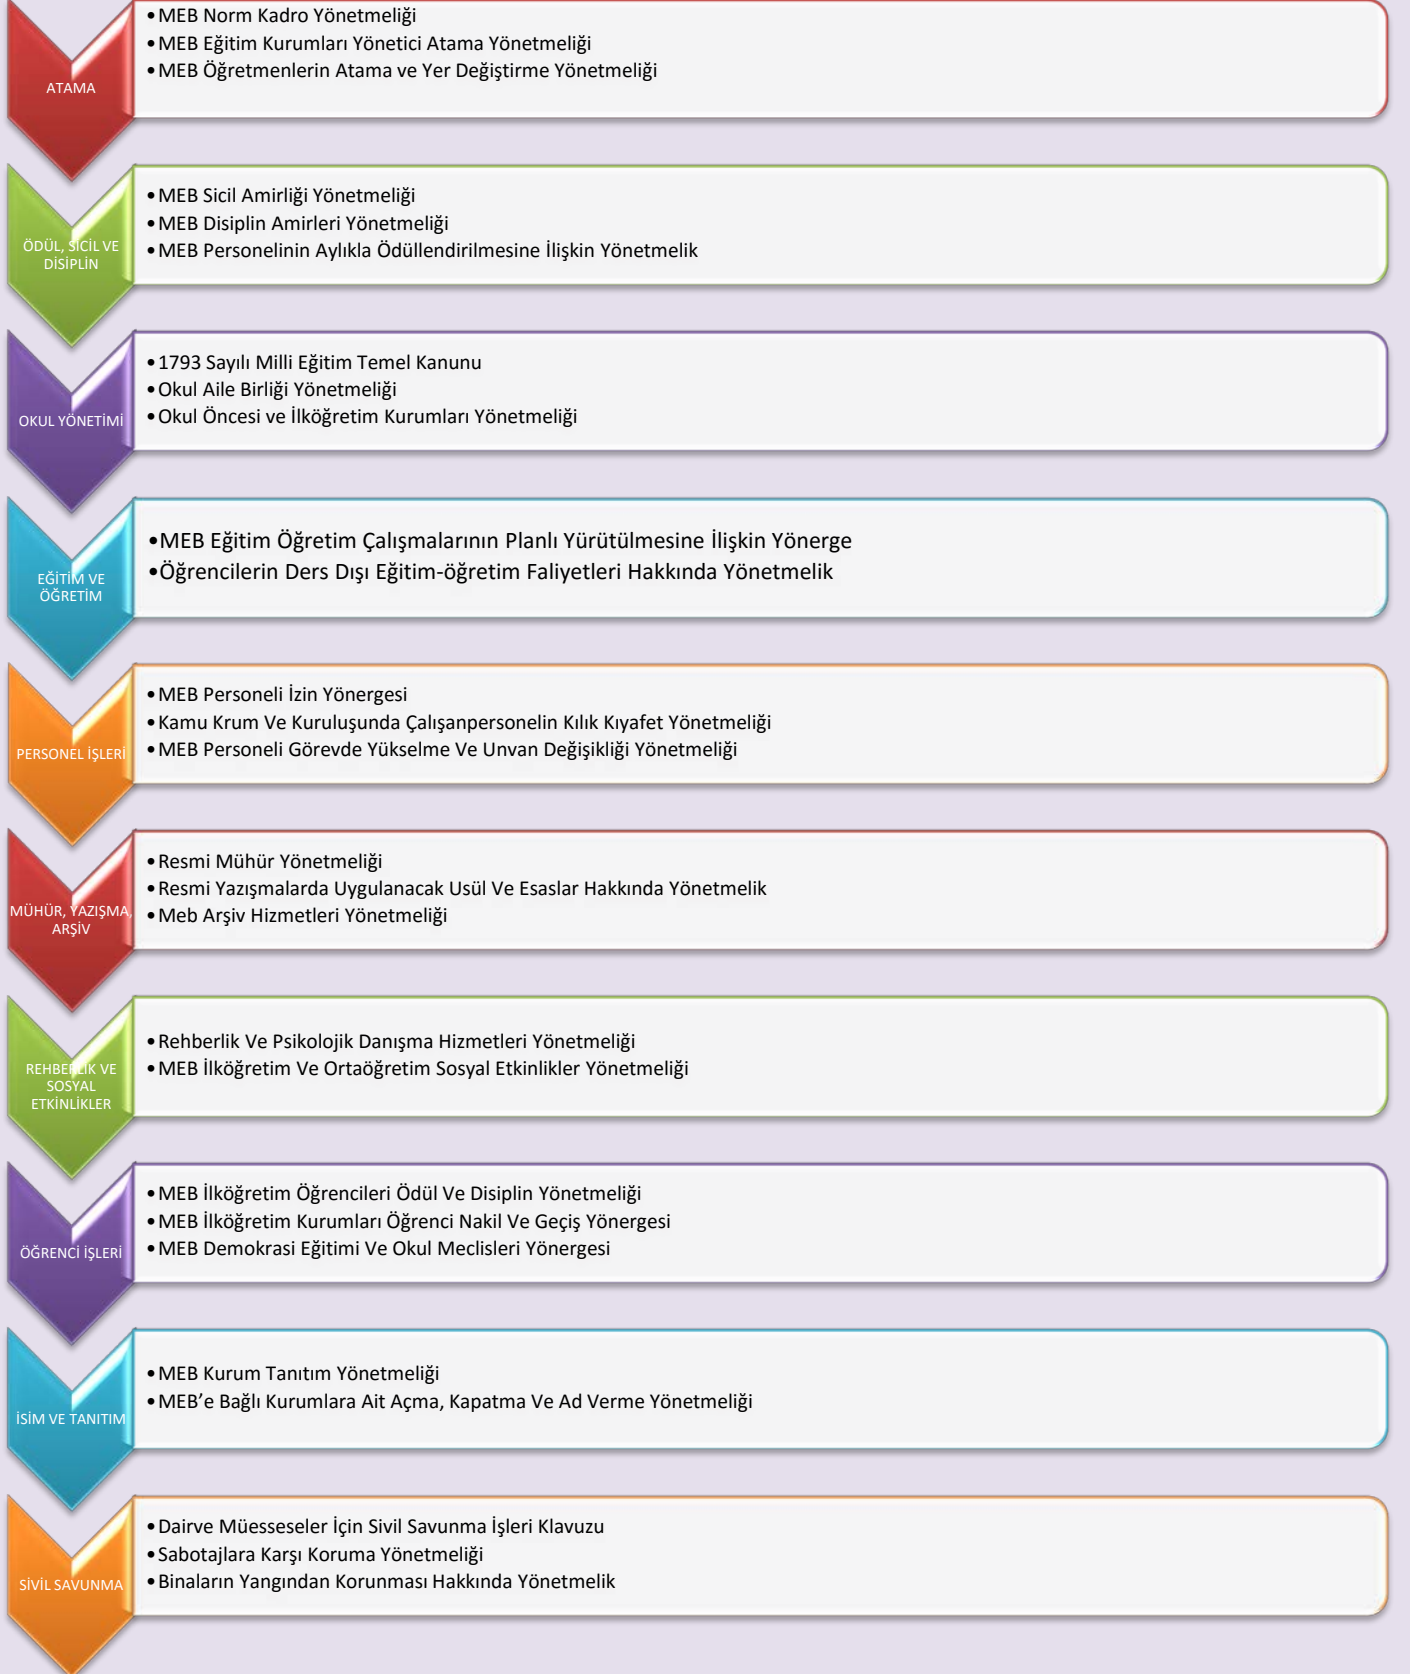 ATAMA
•MEB Norm Kadro Yönetmeliği
•MEB Eğitim Kurumları Yönetici Atama Yönetmeliği
•MEB Öğretmenlerin Atama ve Yer Değiştirme Yönetmeliği
ÖDÜL, SİCİL VE
DİSİPLİN
•MEB Sicil Amirliği Yönetmeliği
•MEB Disiplin Amirleri Yönetmeliği
•MEB Personelinin Aylıkla Ödüllendirilmesine İlişkin Yönetmelik
OKUL YÖNETİMİ
•1793 Sayılı Milli Eğitim Temel Kanunu
•Okul Aile Birliği Yönetmeliği
•Okul Öncesi ve İlköğretim Kurumları Yönetmeliği
EĞİTİM VE
ÖĞRETİM
•MEB Eğitim Öğretim Çalışmalarının Planlı Yürütülmesine İlişkin Yönerge
•Öğrencilerin Ders Dışı Eğitim-öğretim Faliyetleri Hakkında Yönetmelik
PERSONEL İŞLERİ
•MEB Personeli İzin Yönergesi
•Kamu Krum Ve Kuruluşunda Çalışanpersonelin Kılık Kıyafet Yönetmeliği
•MEB Personeli Görevde Yükselme Ve Unvan Değişikliği Yönetmeliği
MÜHÜR, YAZIŞMA,
ARŞİV
•Resmi Mühür Yönetmeliği
•Resmi Yazışmalarda Uygulanacak Usül Ve Esaslar Hakkında Yönetmelik
•Meb Arşiv Hizmetleri Yönetmeliği
REHBERLİK VE
SOSYAL
ETKİNLİKLER
•Rehberlik Ve Psikolojik Danışma Hizmetleri Yönetmeliği
•MEB İlköğretim Ve Ortaöğretim Sosyal Etkinlikler Yönetmeliği
ÖĞRENCİ İŞLERİ
•MEB İlköğretim Öğrencileri Ödül Ve Disiplin Yönetmeliği
•MEB İlköğretim Kurumları Öğrenci Nakil Ve Geçiş Yönergesi
•MEB Demokrasi Eğitimi Ve Okul Meclisleri Yönergesi
İSİM VE TANITIM
•MEB Kurum Tanıtım Yönetmeliği
•MEB’e Bağlı Kurumlara Ait Açma, Kapatma Ve Ad Verme Yönetmeliği
SİVİL SAVUNMA
•Dairve Müesseseler İçin Sivil Savunma İşleri Klavuzu
•Sabotajlara Karşı Koruma Yönetmeliği
•Binaların Yangından Korunması Hakkında Yönetmelik